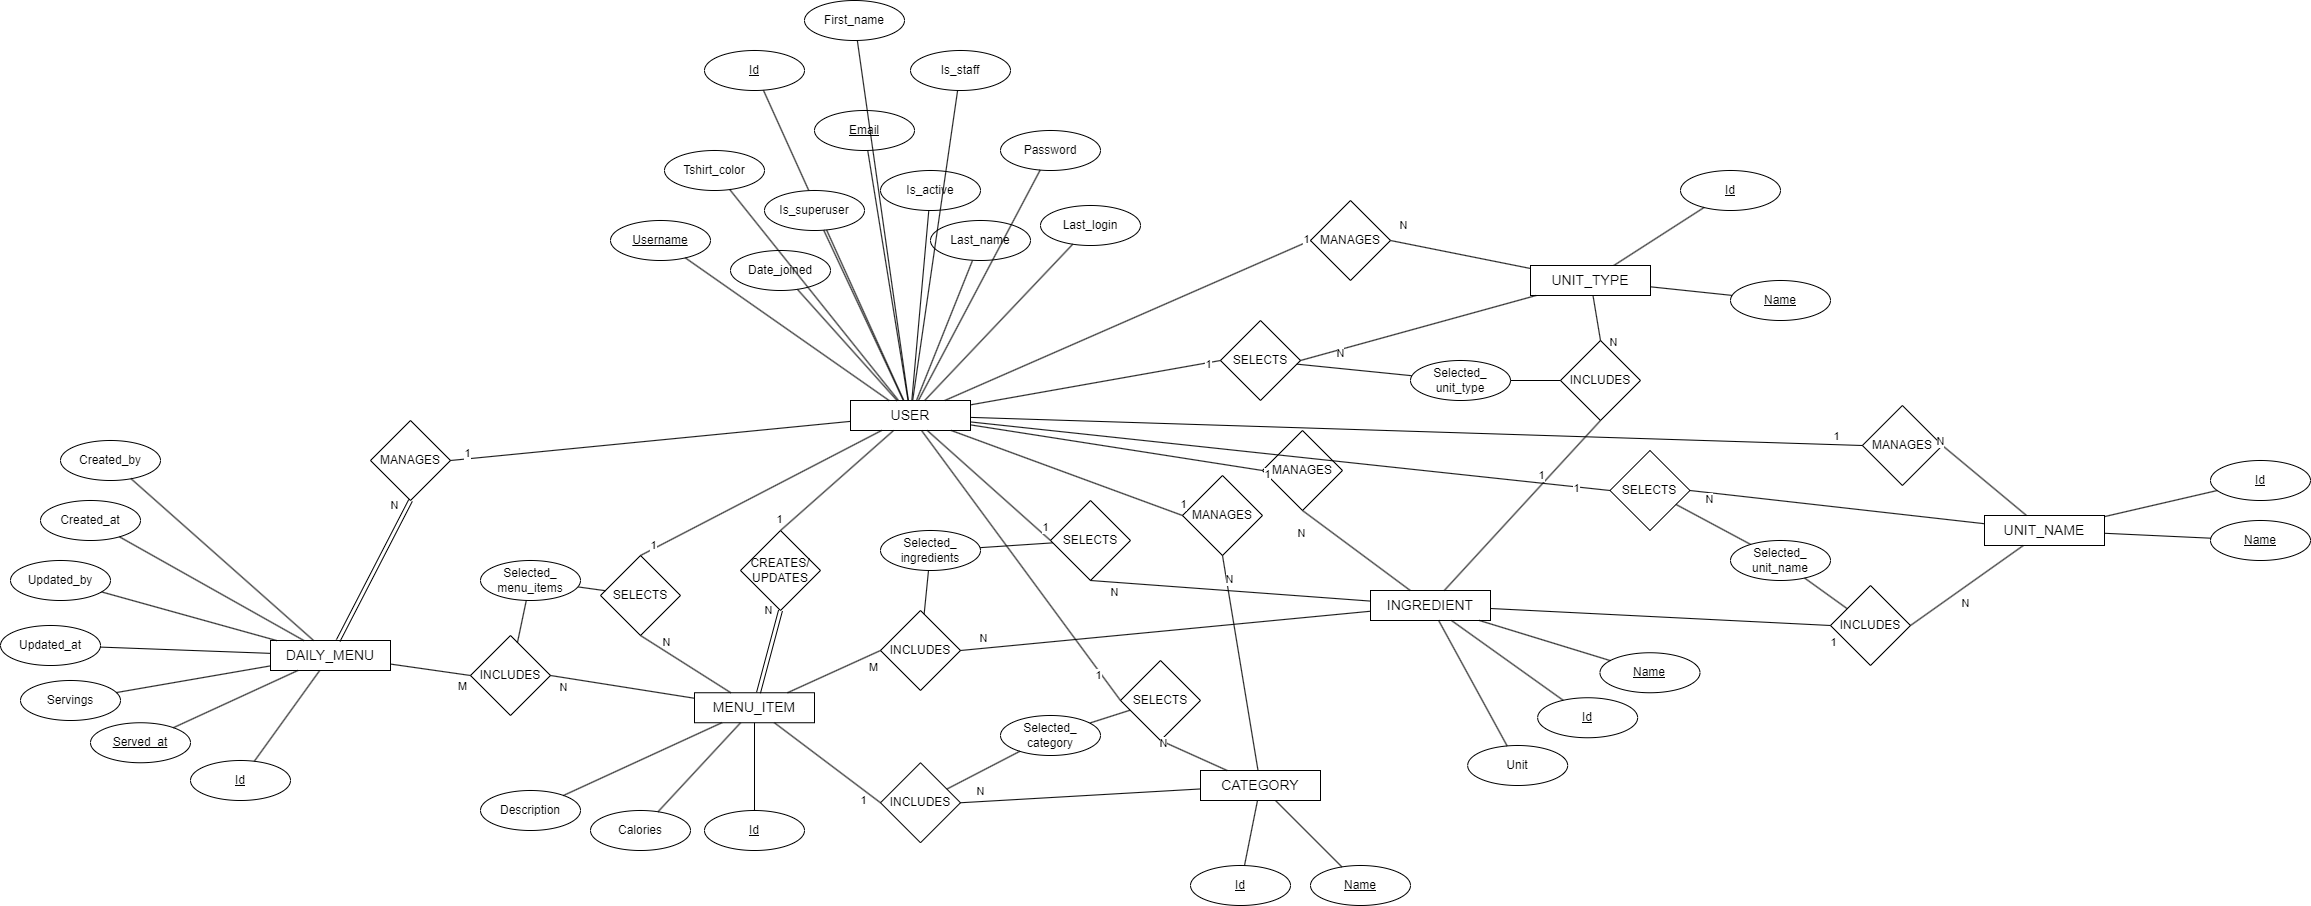 First_name
Id
Is_staff
Email
Password
Tshirt_color
Is_active
Is_superuser
Username
Last_name
Last_login
Date_joined
1
MANAGES
N
Id
UNIT_TYPE
Name
1
SELECTS
N
Selected_
unit_type
N
INCLUDES
1
USER
MANAGES
1
N
Created_by
Created_at
Updated_by
Updated_at
Servings
Served_at
Id
DAILY_MENU
M
INCLUDES
N
Selected_
menu_items
1
SELECTS
N
1
CREATES/
UPDATES
N
MENU_ITEM
Description
Calories
Id
Selected_
ingredients
1
SELECTS
N
M
INCLUDES
N
1
MANAGES
N
1
MANAGES
N
1
SELECTS
N
Selected_
category
1
INCLUDES
N
CATEGORY
Id
Name
INGREDIENT
Name
Id
Unit
1
MANAGES
N
1
SELECTS
N
Selected_
unit_name
1
INCLUDES
N
UNIT_NAME
Id
Name